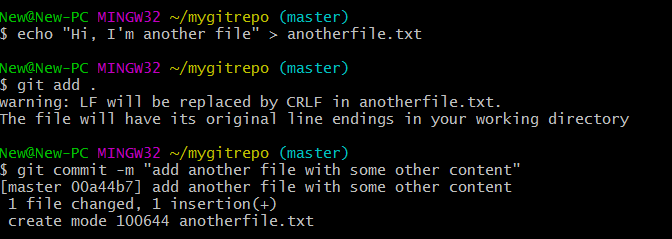 New@New-PC MINGW32 ~/mygitrepo (master)
$ echo "Hi, I'm another file" > anotherfile.txt
New@New-PC MINGW32 ~/mygitrepo (master)
$ git add .
warning: LF will be replaced by CRLF in anotherfile.txt.
The file will have its original line endings in your working directory
New@New-PC MINGW32 ~/mygitrepo (master)
$ git commit -m "add another file with some other content"
[master 00a44b7] add another file with some other content
 1 file changed, 1 insertion(+)
 create mode 100644 anotherfile.txt